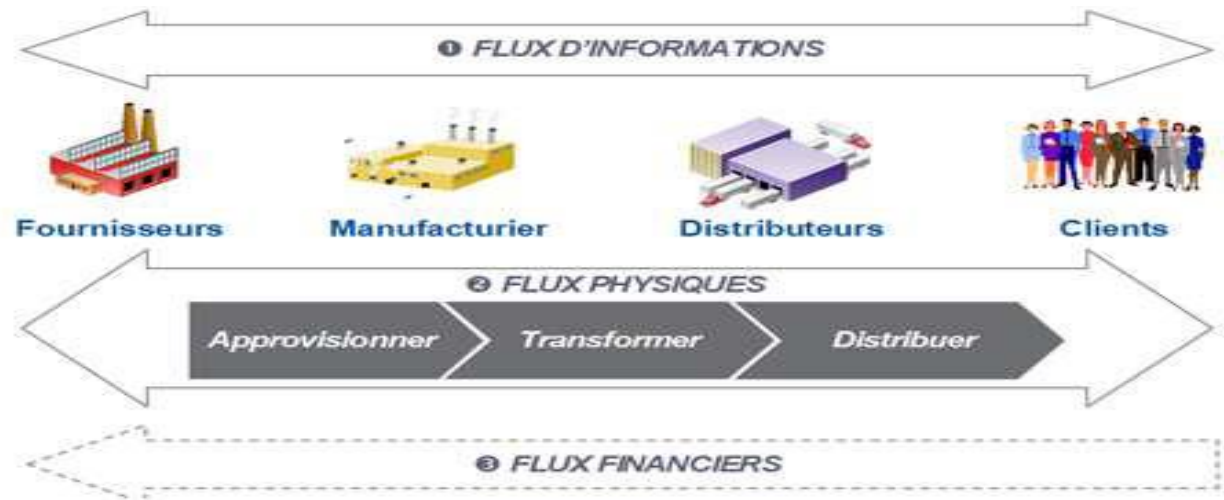 ❶ FLUX D'INFORMATIONS
Fournisseurs Manufacturier Distributeurs Clients
❷ FLUX PHYSIQUES
Approvisionner Transformer Distribuer
❸ FLUX FINANCIERS